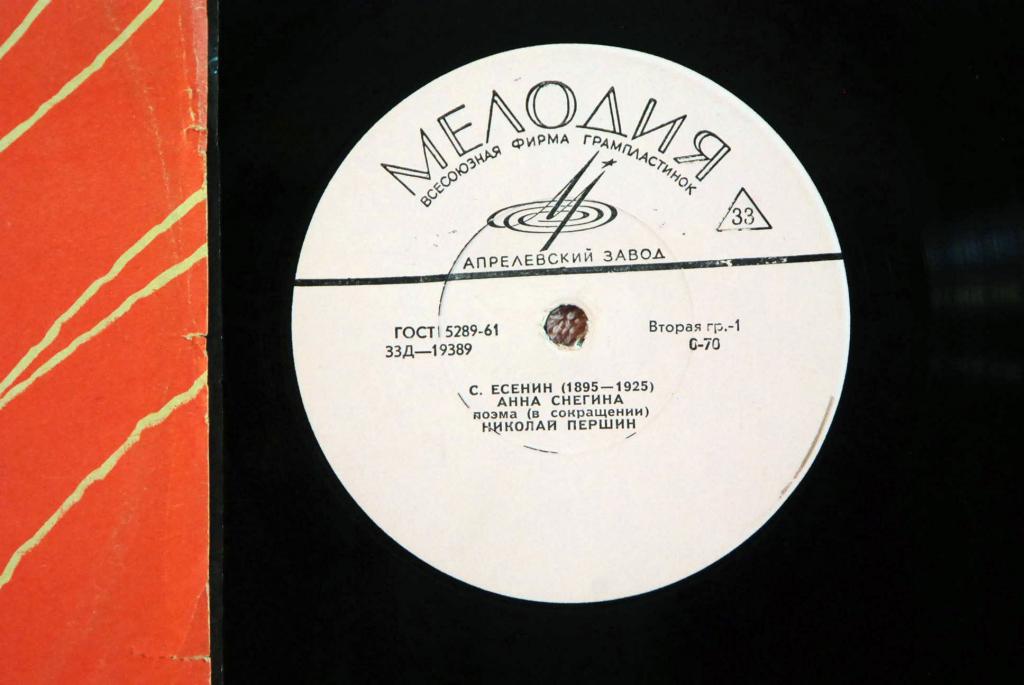 МЕЛОДИЯ
ВСЕСОЮЗНАЯ ФИРМА ГРАМПЛАСТИНОК
33
АПРЕЛЕВСКИЙ ЗАВОД
ГОСТ 5289-61
33Д—19389
Вторая гр.-1
0-70
С. ЕСЕНИН (1895—1925)
АННА СНЕГИНА
поэма (в сокращении)
НИКОЛАЙ ПЕРШИН